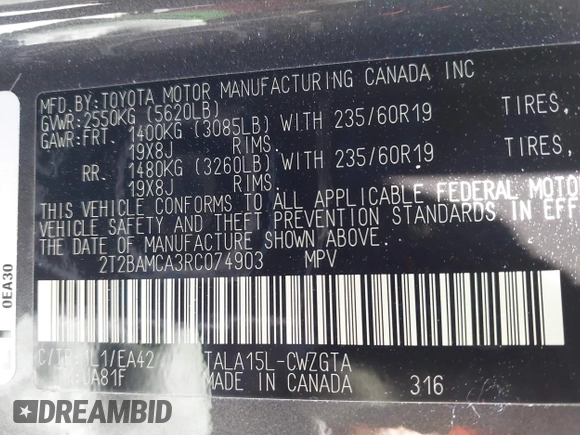 MFD.BY:TOYOTA MOTOR MANUFACTURING CANADA INC
GVWR:2550KG (5620LB)
GAWR:FRT. 1400KG (3085LB) WITH 235/60R19 TIRES,
19X8J RIMS.
RR. 1480KG (3260LB) WITH 235/60R19 TIRES,
19X8J RIMS.
THIS VEHICLE CONFORMS TO ALL APPLICABLE FEDERAL MOTO
VEHICLE SAFETY AND THEFT PREVENTION STANDARDS IN EFF
THE DATE OF MANUFACTURE SHOWN ABOVE.
2T2BAMCA3RC074903 MPV
0EA30
L1/EA42 TALA15L-CWZGTA
UA81F MADE IN CANADA 316
DREAMBID